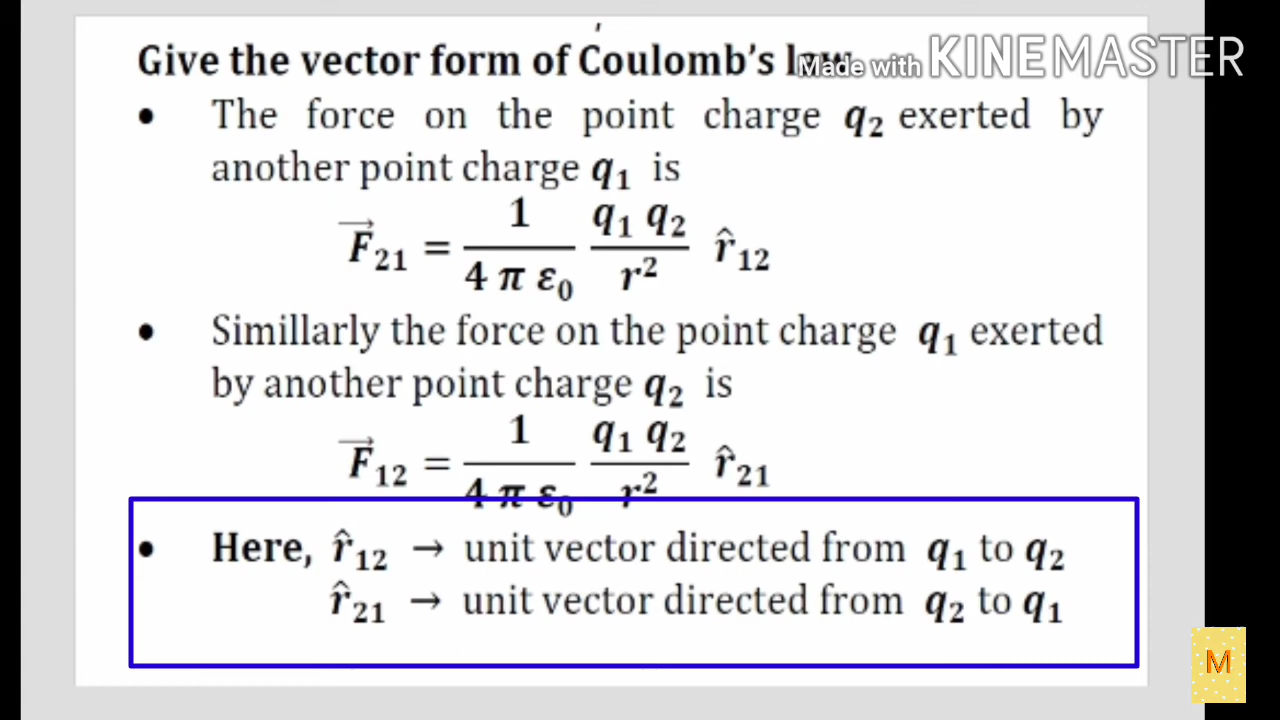 Give the vector form of Coulomb's law
Made with KINEMASTER
• The force on the point charge q₂ exerted by
another point charge q₁ is
F⃗₂₁ = 1/(4 π ε₀) q₁ q₂/r² r̂₁₂
• Simillarly the force on the point charge q₁ exerted
by another point charge q₂ is
F⃗₁₂ = 1/(4 π ε₀) q₁ q₂/r² r̂₂₁
• Here, r̂₁₂ → unit vector directed from q₁ to q₂
r̂₂₁ → unit vector directed from q₂ to q₁
M